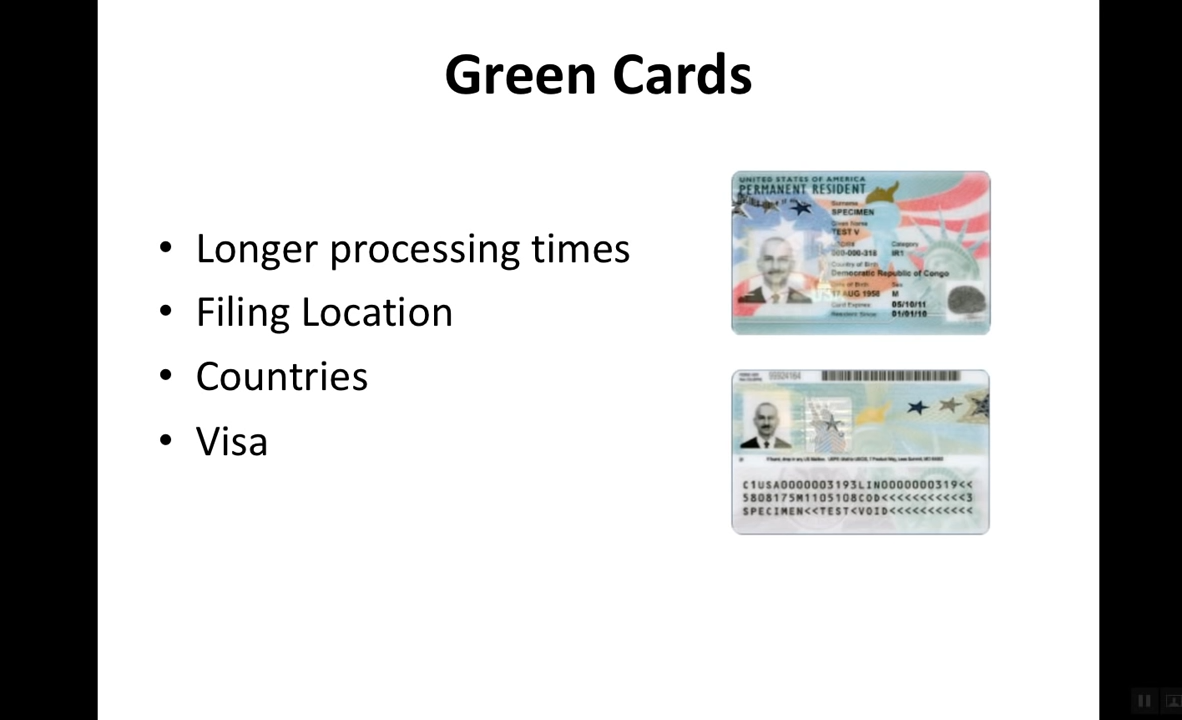 Green Cards
• Longer processing times
• Filing Location
• Countries
• Visa
UNITED STATES OF AMERICA
PERMANENT RESIDENT
Surname
SPECIMEN
Given Name
TEST V
USCIS# Category
000-000-318 IR1
Country of Birth
Democratic Republic of Congo
Date of Birth Sex
17 AUG 1958 M
Card Expires: 05/10/11
Resident Since: 01/01/10
C1USA0000003193LIN0000000319<<
5808175M1105108COD<<<<<<<<<<<3
SPECIMEN<<TEST<VOID<<<<<<<<<<<